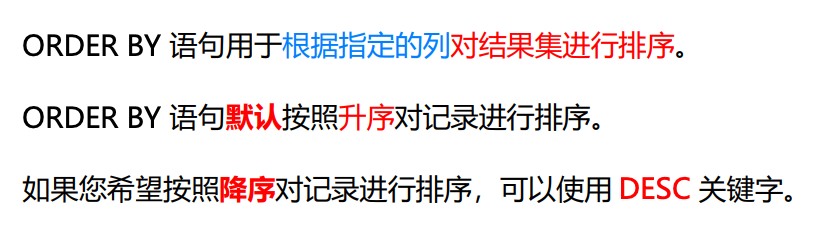 ORDER BY 语句用于根据指定的列对结果集进行排序。
ORDER BY 语句默认按照升序对记录进行排序。
如果您希望按照降序对记录进行排序，可以使用 DESC 关键字。